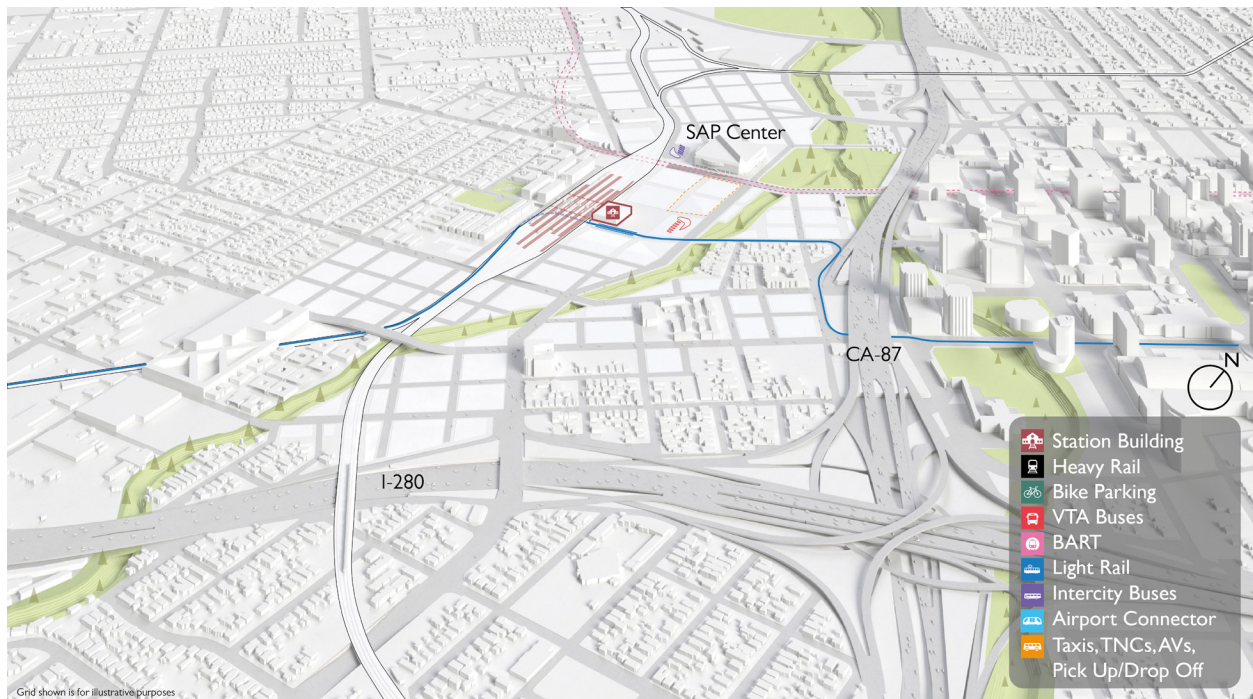 SAP Center
CA-87
N
I-280
Station Building
Heavy Rail
Bike Parking
VTA Buses
BART
Light Rail
Intercity Buses
Airport Connector
Taxis, TNCs, AVs,
Pick Up/Drop Off
Grid shown is for illustrative purposes